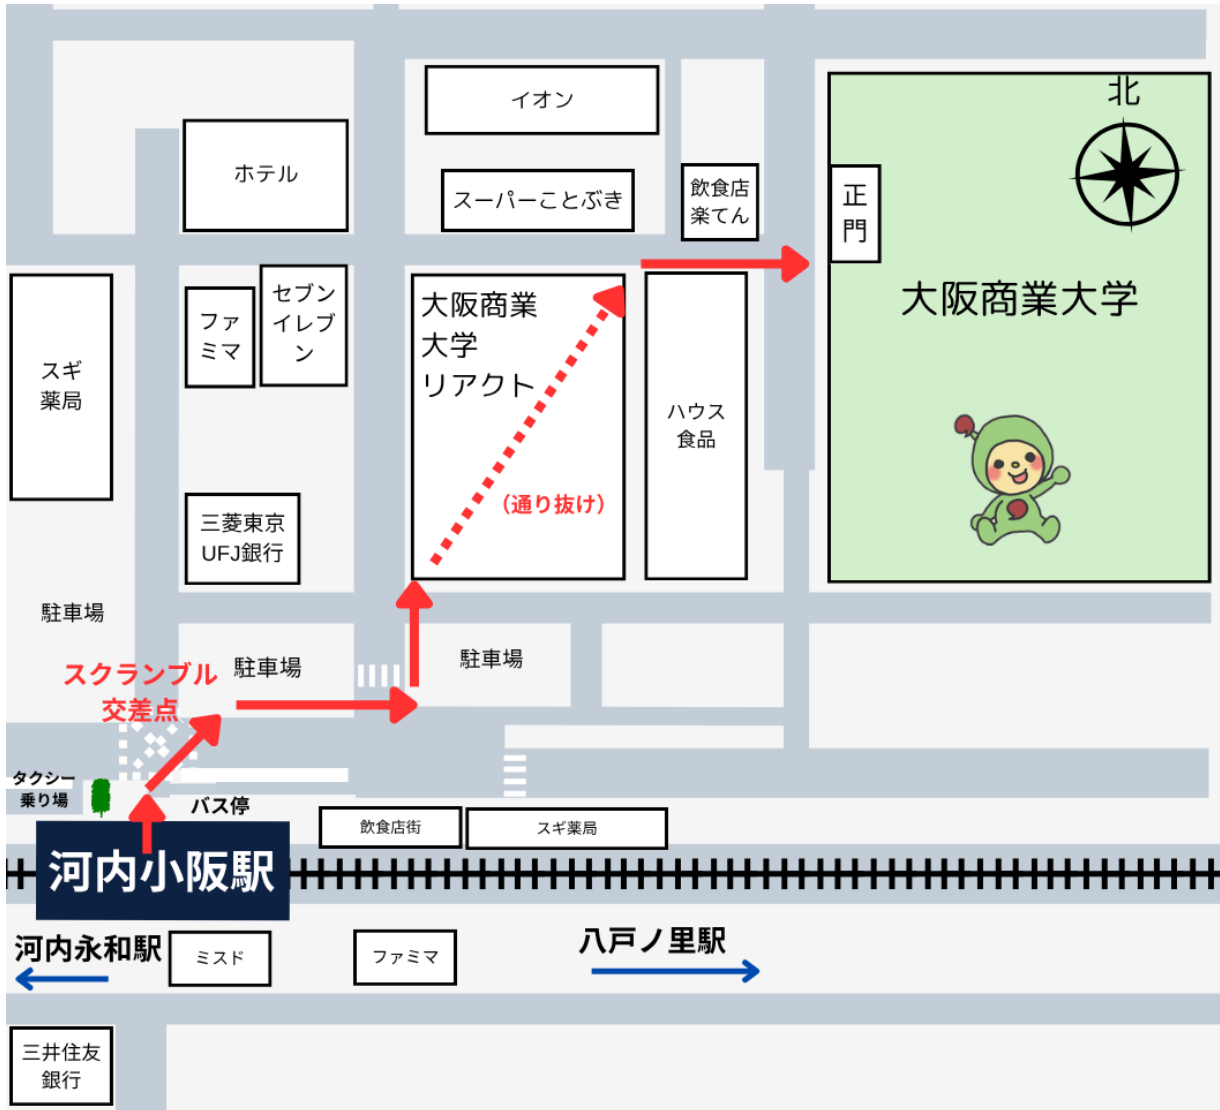 北
イオン
ホテル
スーパーことぶき
飲食店
楽てん
正
門
大阪商業大学
セブン
イレブ
ン
ファ
ミマ
大阪商業
大学
リアクト
スギ
薬局
ハウス
食品
（通り抜け）
三菱東京
UFJ銀行
駐車場
スクランブル
交差点
駐車場
駐車場
タクシー
乗り場
バス停
飲食店街
スギ薬局
河内小阪駅
河内永和駅
ミスド
ファミマ
八戸ノ里駅
三井住友
銀行